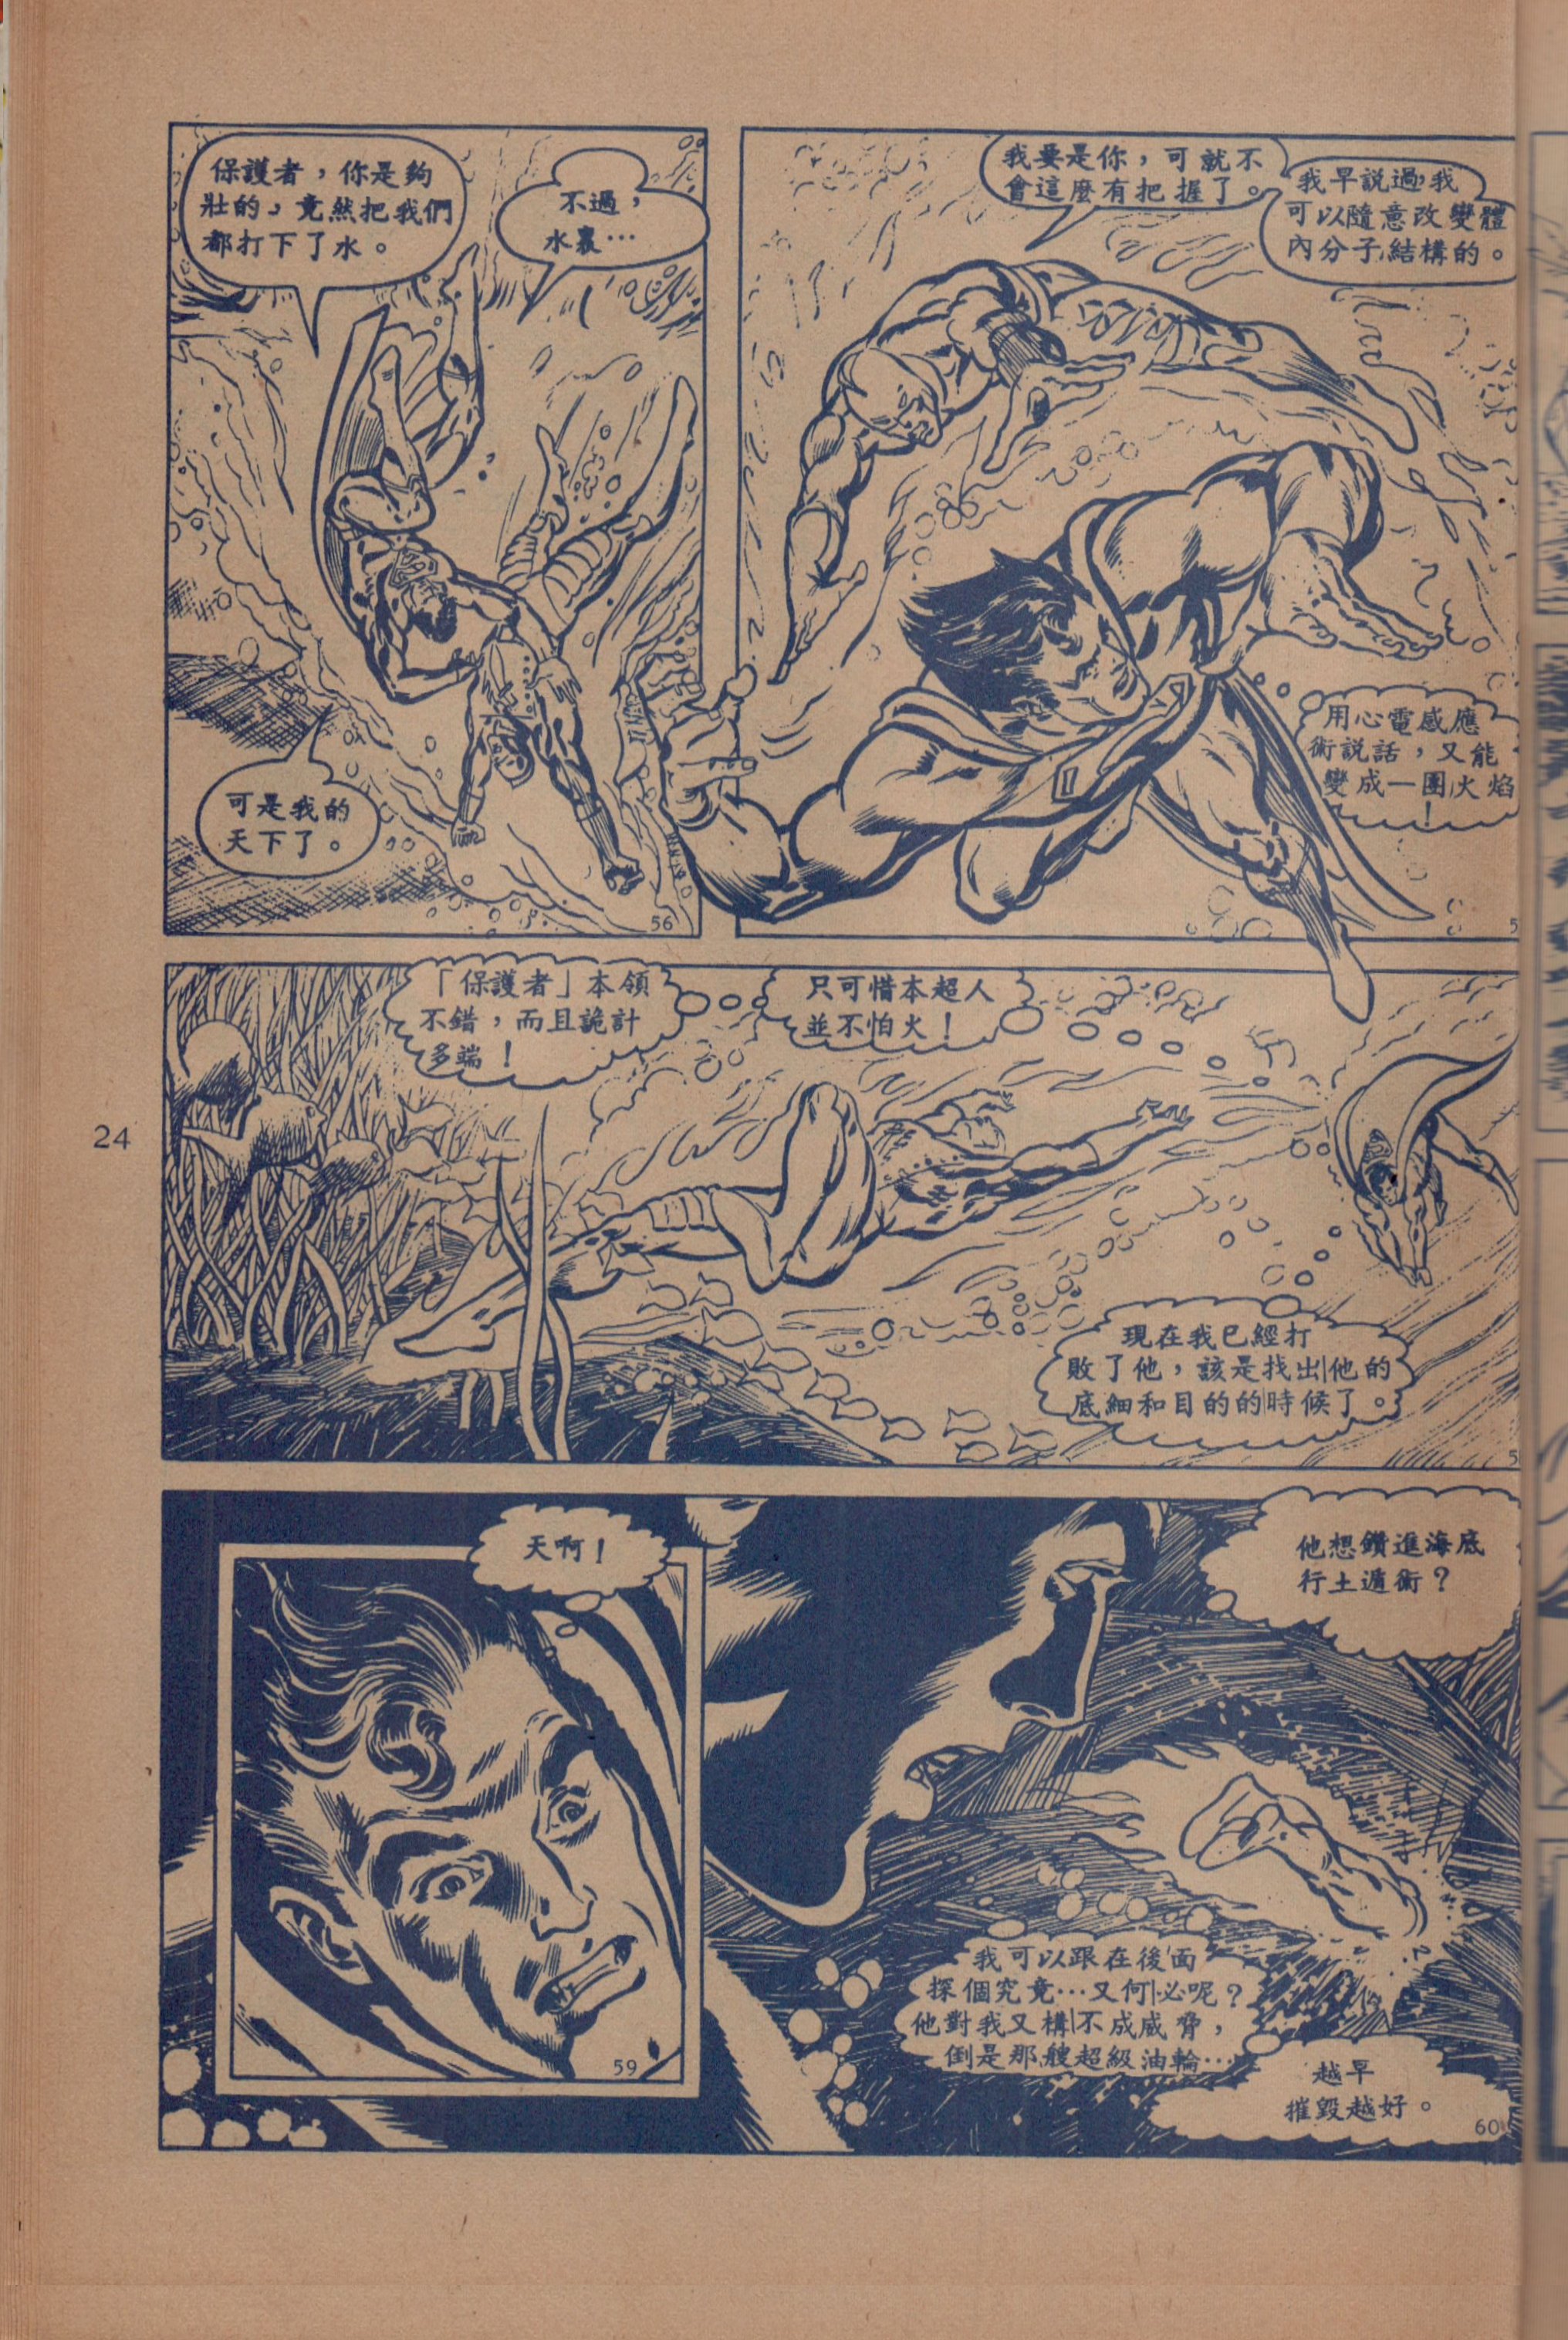 保護者，你是夠
壯的，竟然把我們
都打下了水。
不過，
水裏…
可是我的
天下了。
56
我要是你，可就不
會這麼有把握了。
我早說過，我
可以隨意改變體
內分子結構的。
用心電感應
術說話，又能
變成一團火焰
！
5
「保護者」本領
不錯，而且詭計
多端！
只可惜本超人
並不怕火！
現在我已經打
敗了他，該是找出他的
底細和目的的時候了。
5
24
天啊！
59
他想鑽進海底
行土遁術？
我可以跟在後面
探個究竟…又何必呢？
他對我又構不成威脅，
倒是那艘超級油輪…
越早
摧毀越好。
60